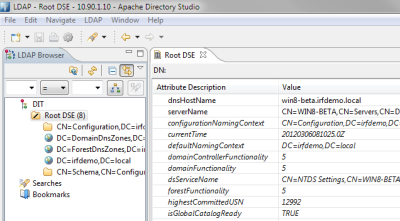 LDAP - Root DSE - 10.90.1.10 - Apache Directory Studio
File Edit Navigate LDAP Window Help
LDAP Browser
=
DIT
Root DSE (8)
CN=Configuration,DC=irfde
DC=DomainDnsZones,DC=
DC=ForestDnsZones,DC=i
DC=irfdemo,DC=local
CN=Schema,CN=Configur
Searches
Bookmarks
Root DSE
DN:
Attribute Description Value
dnsHostName win8-beta.irfdemo.local
serverName CN=WIN8-BETA,CN=Servers,CN=D
configurationNamingContext CN=Configuration,DC=irfdemo,DC
currentTime 20120306081025.0Z
defaultNamingContext DC=irfdemo,DC=local
domainControllerFunctionality 5
domainFunctionality 5
dsServiceName CN=NTDS Settings,CN=WIN8-BETA
forestFunctionality 5
highestCommittedUSN 12992
isGlobalCatalogReady TRUE